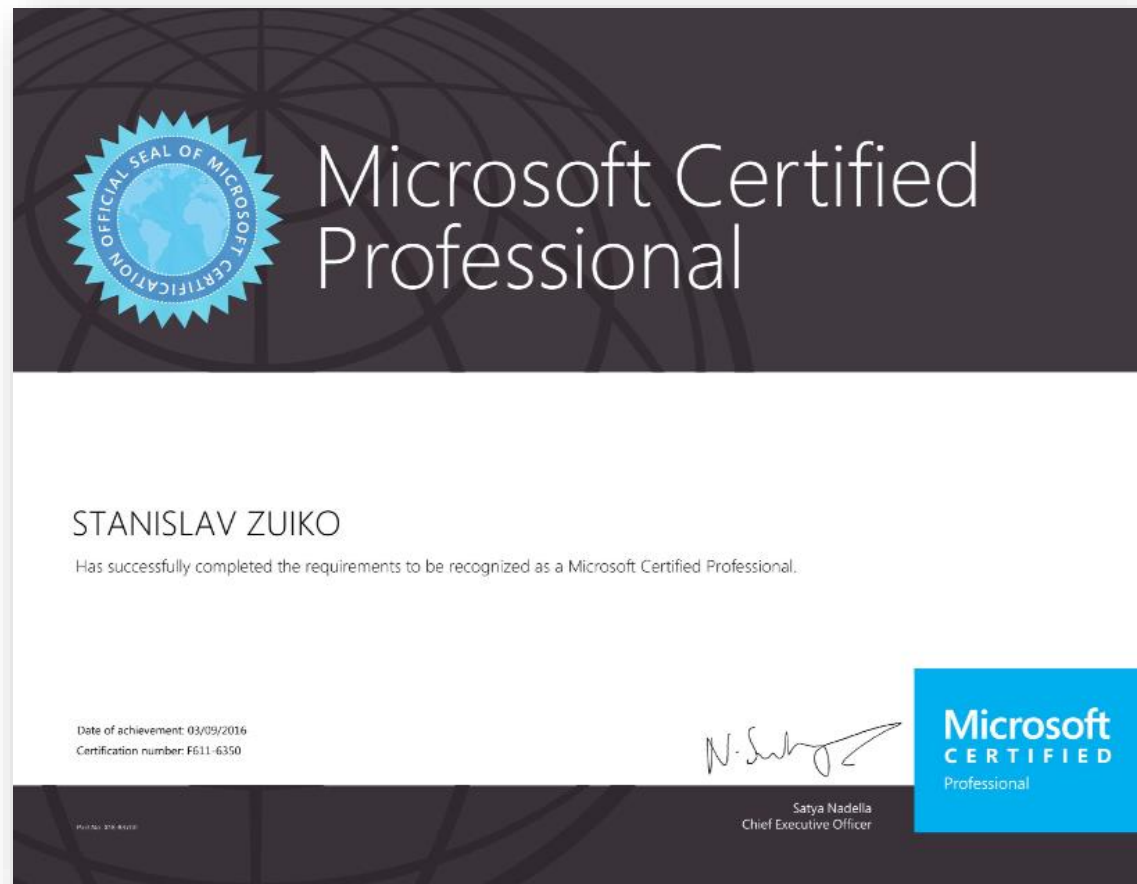 OFFICIAL SEAL OF MICROSOFT CERTIFICATION
Microsoft Certified
Professional
STANISLAV ZUIKO
Has successfully completed the requirements to be recognized as a Microsoft Certified Professional.
Date of achievement: 03/09/2016
Certification number: F611-6350
Microsoft
CERTIFIED
Professional
Satya Nadella
Chief Executive Officer
Part No.